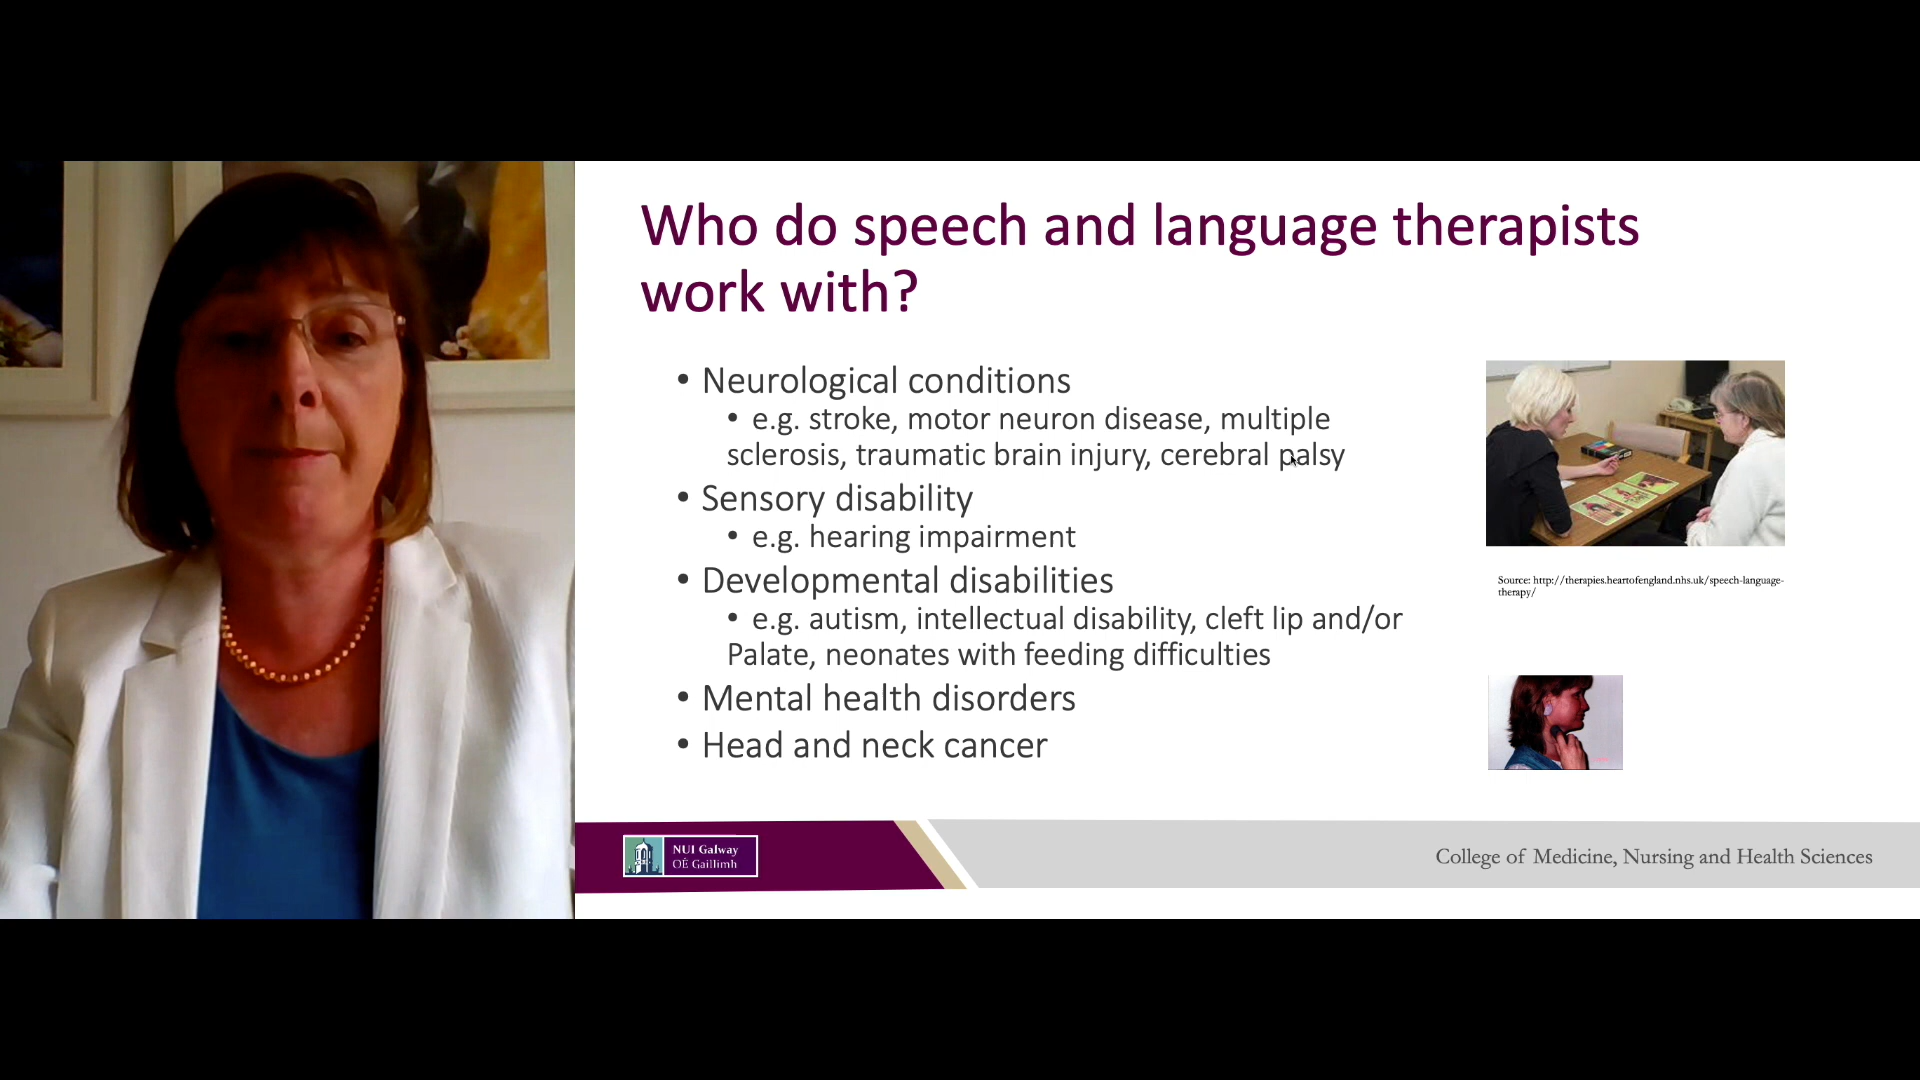 Who do speech and language therapists
work with?
• Neurological conditions
• e.g. stroke, motor neuron disease, multiple
sclerosis, traumatic brain injury, cerebral palsy
• Sensory disability
• e.g. hearing impairment
• Developmental disabilities
• e.g. autism, intellectual disability, cleft lip and/or
Palate, neonates with feeding difficulties
• Mental health disorders
• Head and neck cancer
Source: http://therapies.heartofengland.nhs.uk/speech-language-
therapy/
NUI Galway
OÉ Gaillimh
College of Medicine, Nursing and Health Sciences